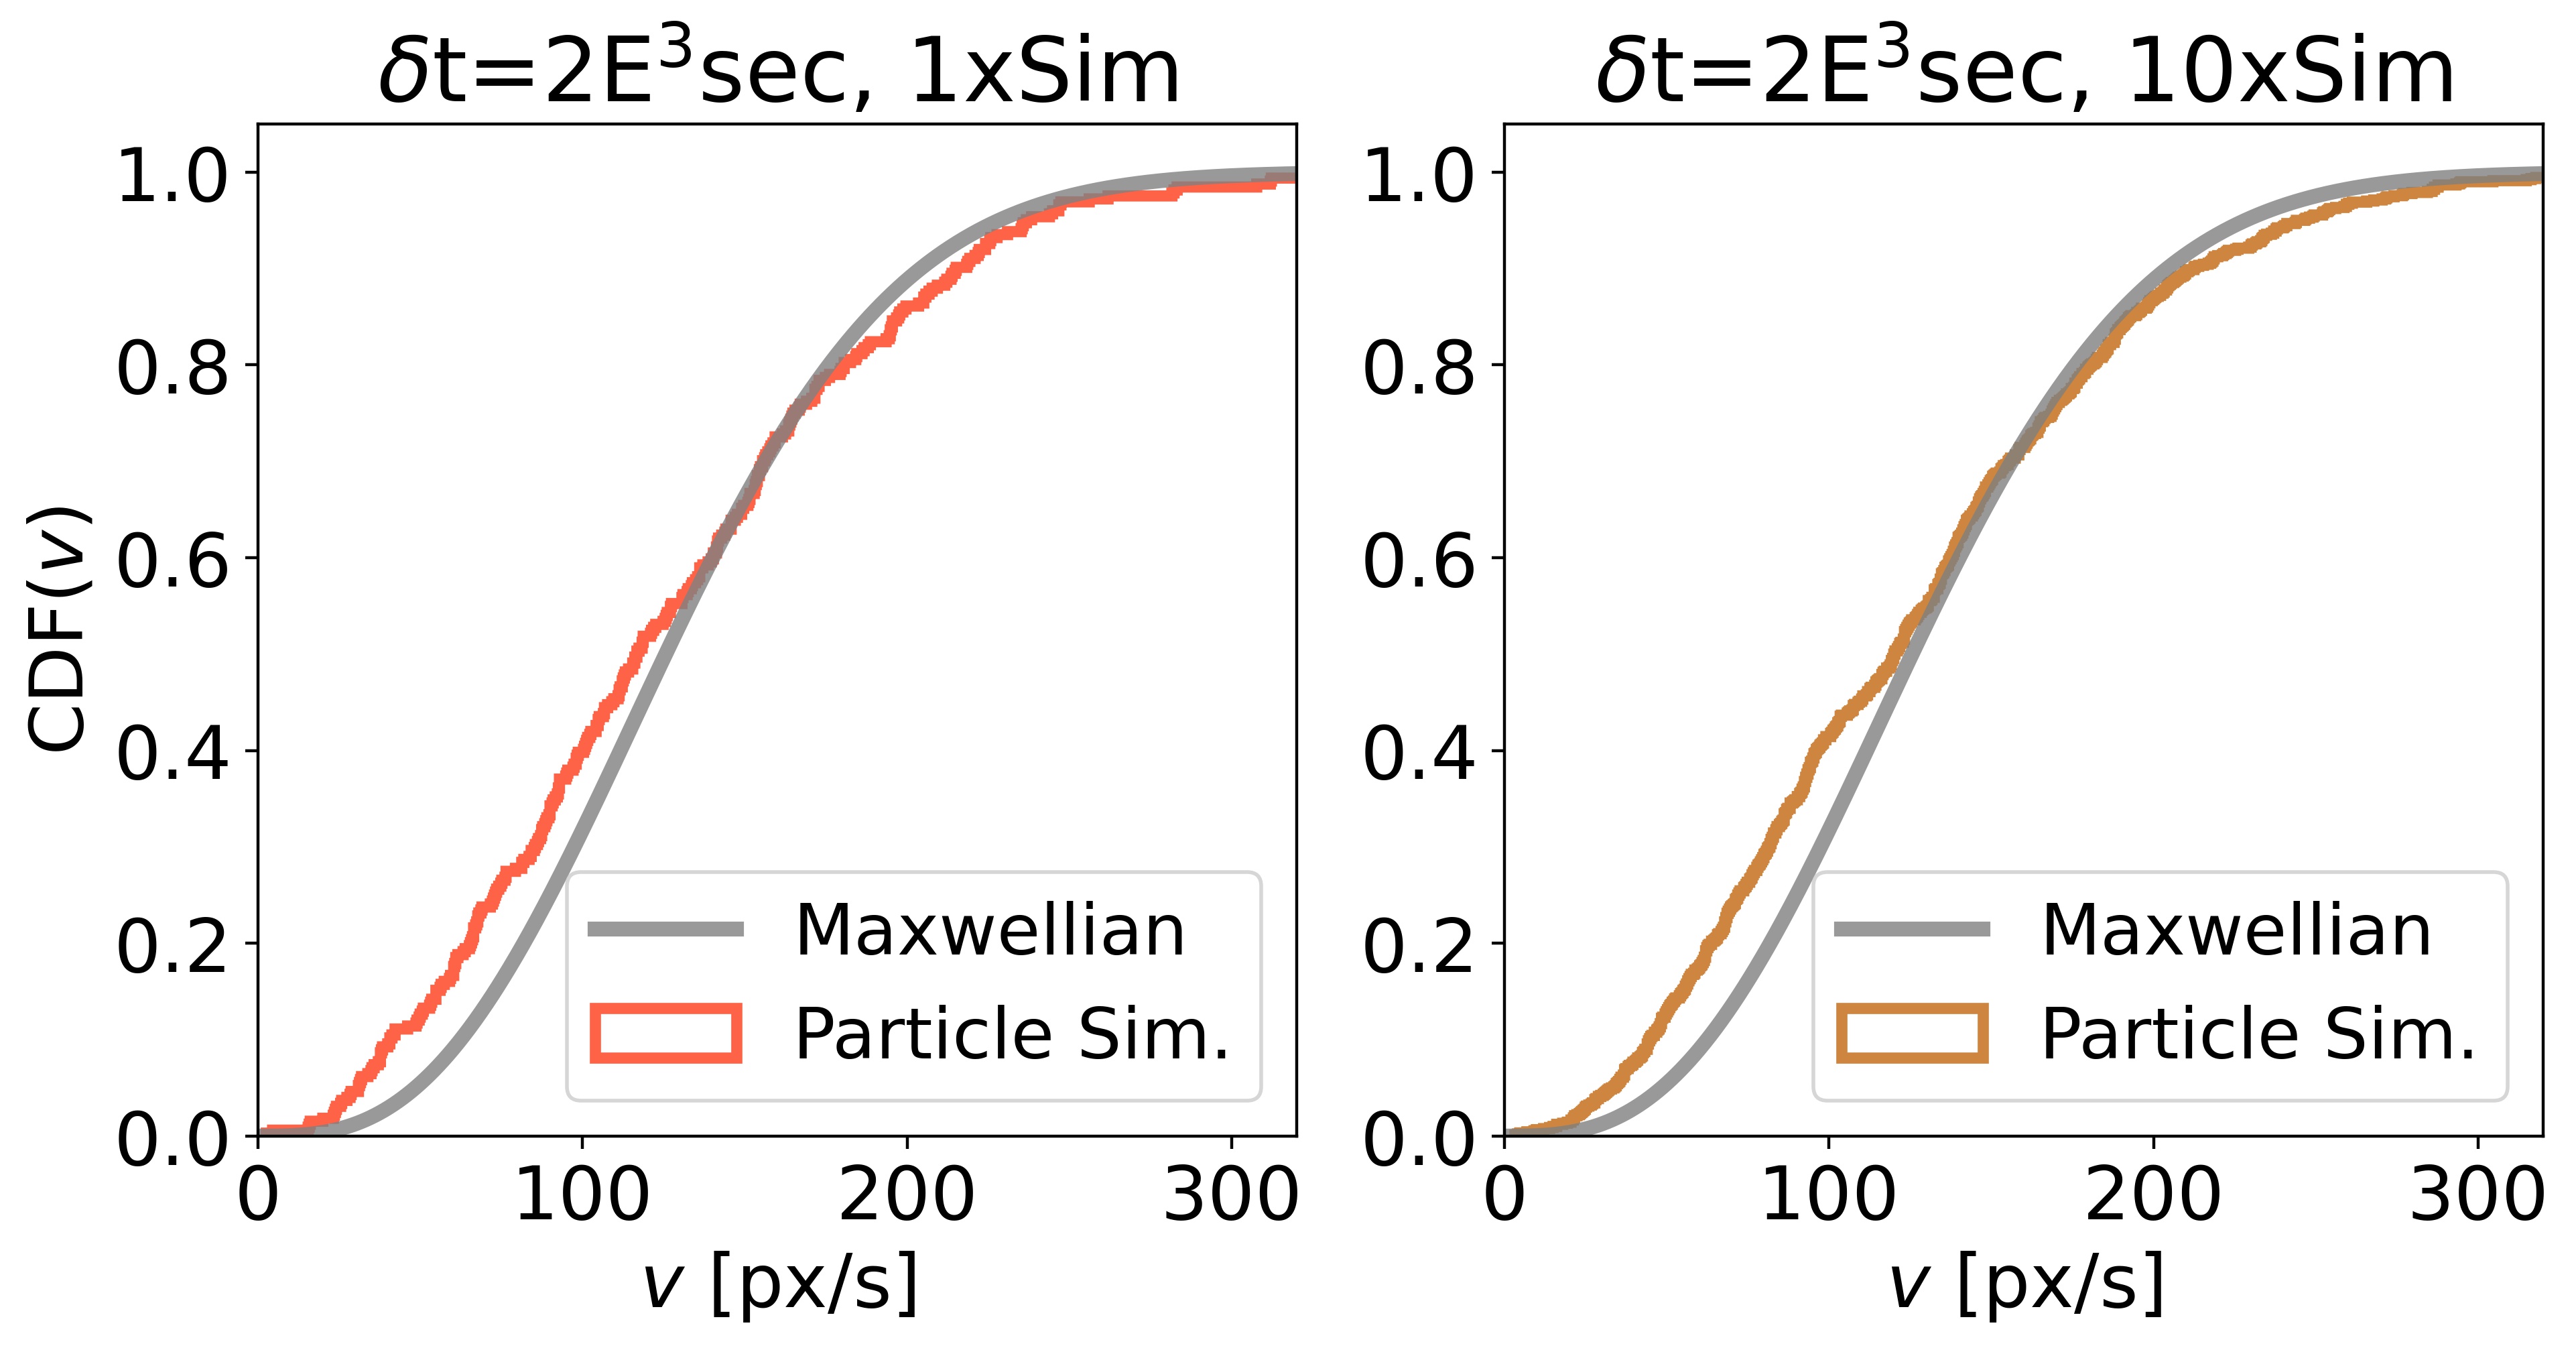 δt=2E³sec, 1xSim
1.0
0.8
0.6
0.4
0.2
0.0
CDF(v)
0 100 200 300
v [px/s]
Maxwellian
Particle Sim.
δt=2E³sec, 10xSim
1.0
0.8
0.6
0.4
0.2
0.0
0 100 200 300
v [px/s]
Maxwellian
Particle Sim.